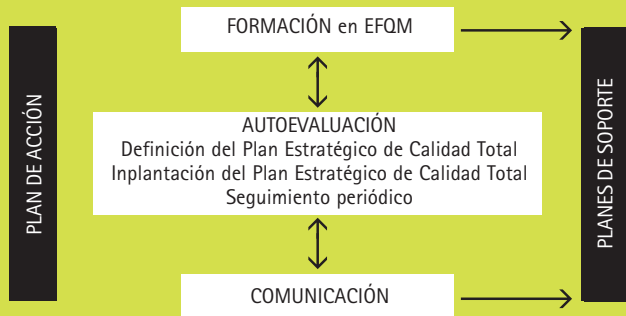 FORMACIÓN en EFQM
PLAN DE ACCIÓN
AUTOEVALUACIÓN
Definición del Plan Estratégico de Calidad Total
Inplantación del Plan Estratégico de Calidad Total
Seguimiento periódico
PLANES DE SOPORTE
COMUNICACIÓN